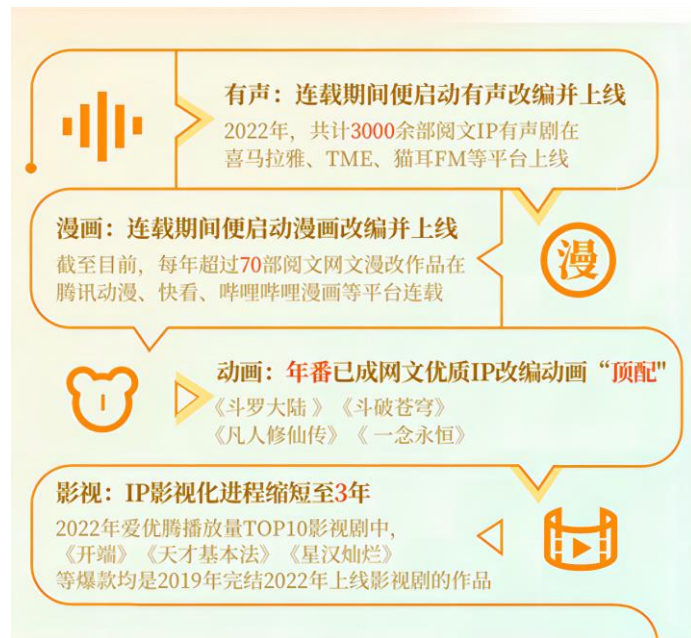 有声：连载期间便启动有声改编并上线
2022年，共计3000余部阅文IP有声剧在
喜马拉雅、TME、猫耳FM等平台上线
漫画：连载期间便启动漫画改编并上线
截至目前，每年超过70部阅文网文漫改作品在
腾讯动漫、快看、哔哩哔哩漫画等平台连载
漫
动画：年番已成网文优质IP改编动画“顶配"
《斗罗大陆 》《斗破苍穹》
《凡人修仙传》《 一念永恒》
影视：IP影视化进程缩短至3年
2022年爱优腾播放量TOP10影视剧中，
《开端》《天才基本法》《星汉灿烂》
等爆款均是2019年完结2022年上线影视剧的作品